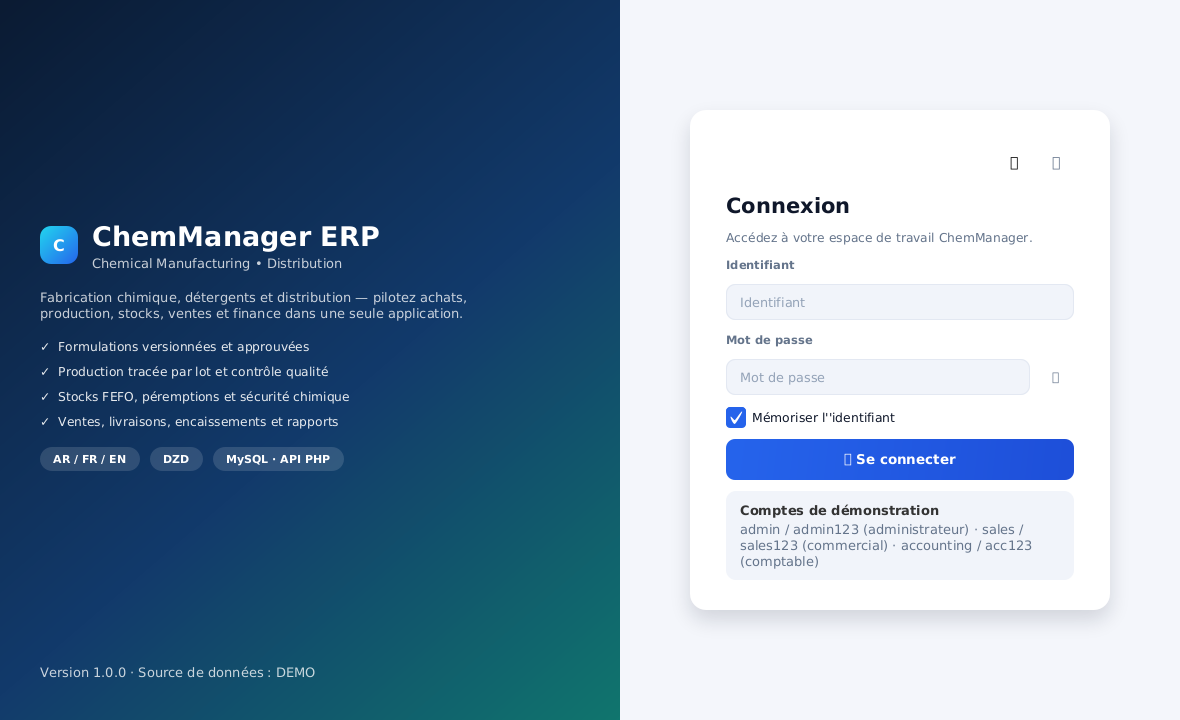 C
ChemManager ERP
Chemical Manufacturing • Distribution
Fabrication chimique, détergents et distribution — pilotez achats,
production, stocks, ventes et finance dans une seule application.
✓ Formulations versionnées et approuvées
✓ Production tracée par lot et contrôle qualité
✓ Stocks FEFO, péremptions et sécurité chimique
✓ Ventes, livraisons, encaissements et rapports
AR / FR / EN DZD MySQL · API PHP
Version 1.0.0 · Source de données : DEMO
Connexion
Accédez à votre espace de travail ChemManager.
Identifiant
Identifiant
Mot de passe
Mot de passe
Mémoriser l''identifiant
Se connecter
Comptes de démonstration
admin / admin123 (administrateur) · sales /
sales123 (commercial) · accounting / acc123
(comptable)